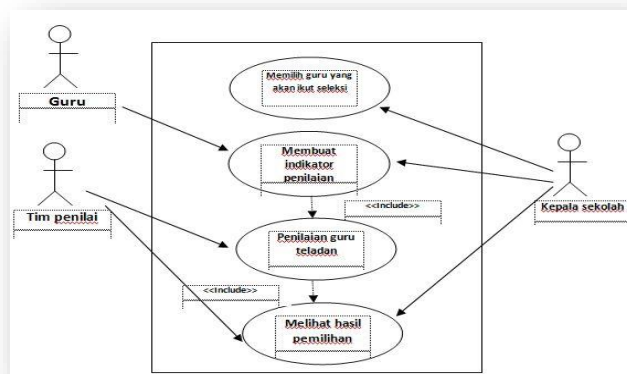 Guru
Tim penilai
Memilih guru yang
akan ikut seleksi
Membuat
indikator
penilaian
<<Include>>
Penilaian guru
teladan
<<Include>>
Melihat hasil
pemilihan
Kepala sekolah